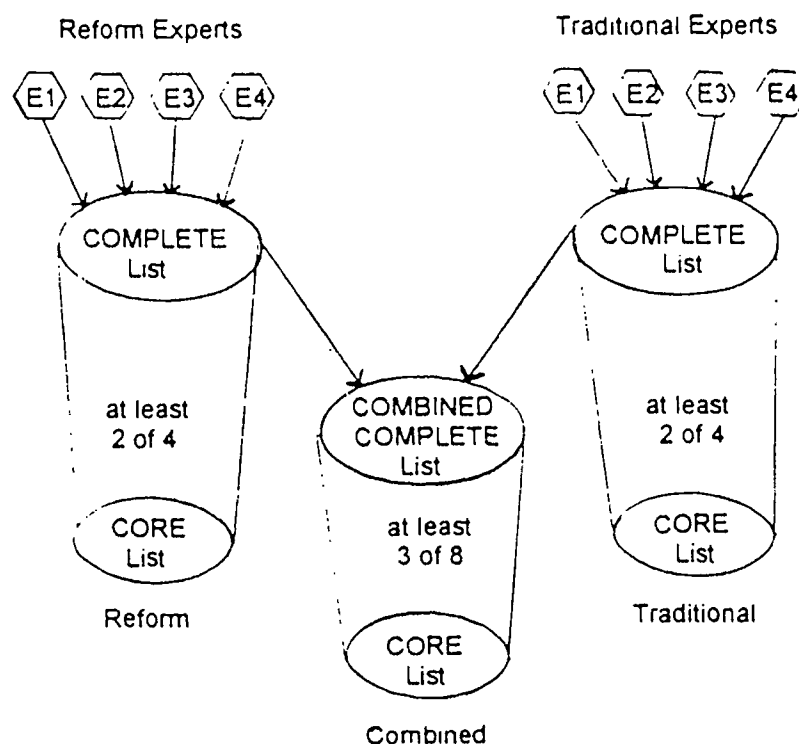 Reform Experts
Traditional Experts
E1 E2 E3 E4
E1 E2 E3 E4
COMPLETE
List
COMPLETE
List
at least
2 of 4
COMBINED
COMPLETE
List
at least
2 of 4
CORE
List
at least
3 of 8
CORE
List
Reform
Traditional
CORE
List
Combined